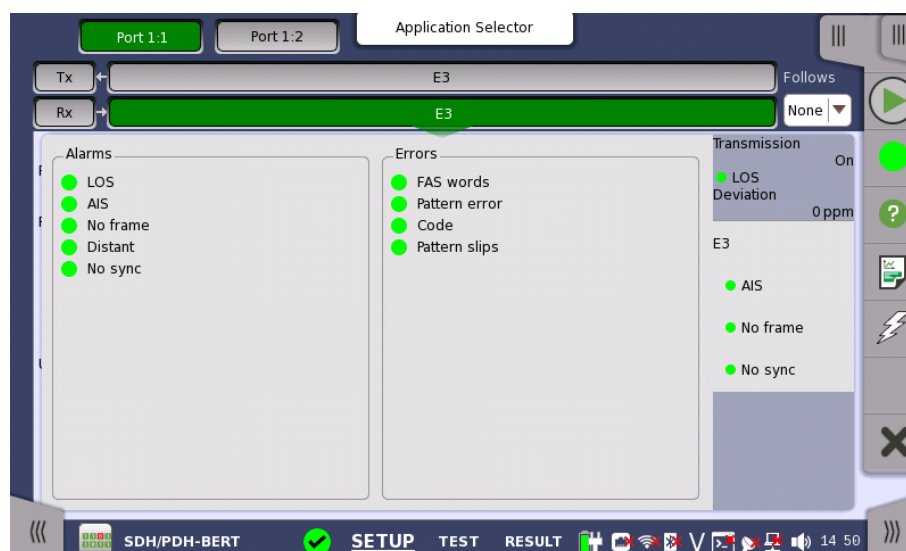 Port 1:1
Port 1:2
Application Selector
Tx
E3
Follows
Rx
E3
None
Alarms
LOS
AIS
No frame
Distant
No sync
Errors
FAS words
Pattern error
Code
Pattern slips
Transmission
On
LOS
Deviation
0 ppm
E3
AIS
No frame
No sync
SDH/PDH-BERT
SETUP
TEST
RESULT
14 50